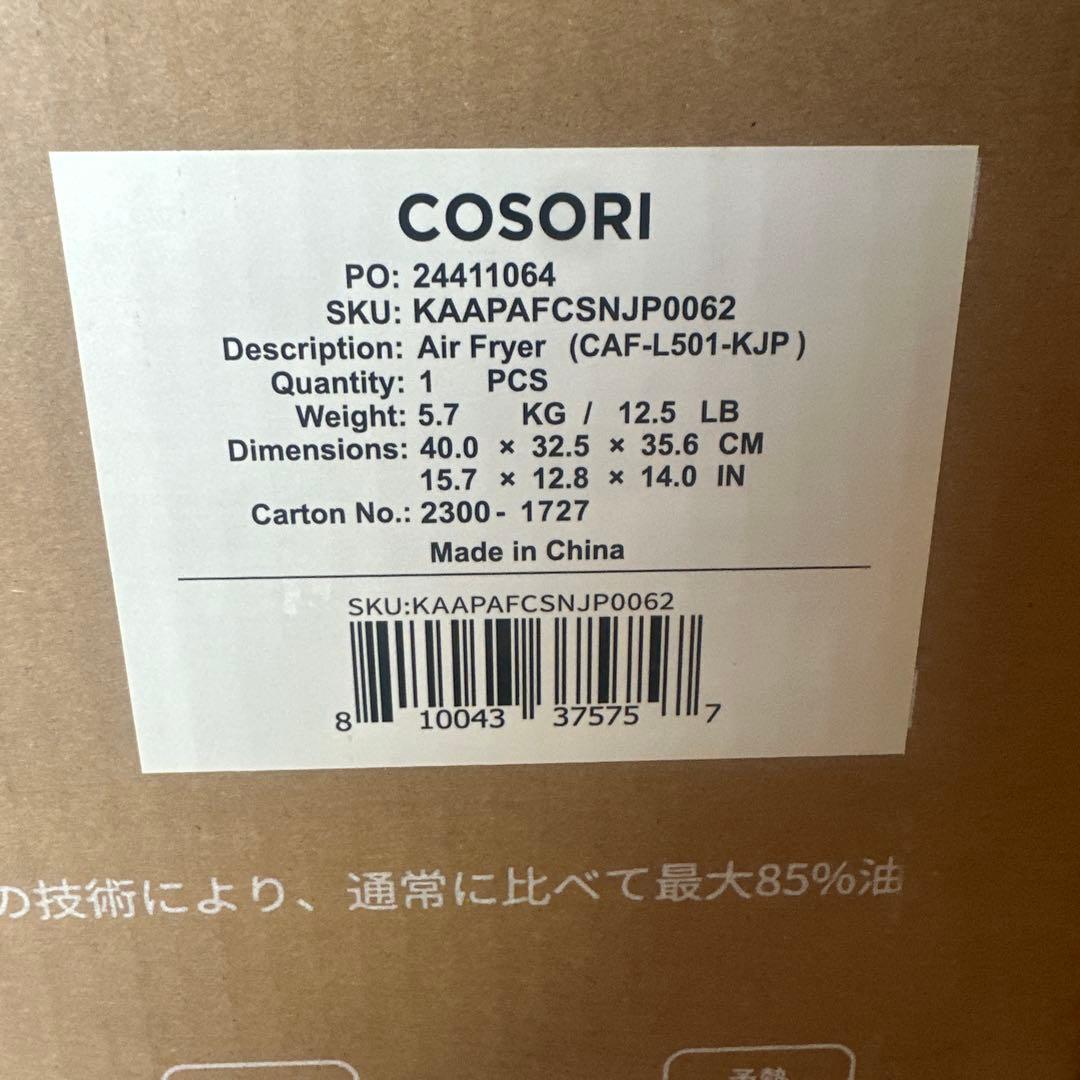 COSORI
PO: 24411064
SKU: KAAPAFCSNJP0062
Description: Air Fryer (CAF-L501-KJP)
Quantity: 1 PCS
Weight: 5.7 KG / 12.5 LB
Dimensions: 40.0 × 32.5 × 35.6 CM
15.7 × 12.8 × 14.0 IN
Carton No.: 2300 - 1727
Made in China
SKU:KAAPAFCSNJP0062
8 10043 37575 7
の技術により、通常に比べて最大85%油
予熱